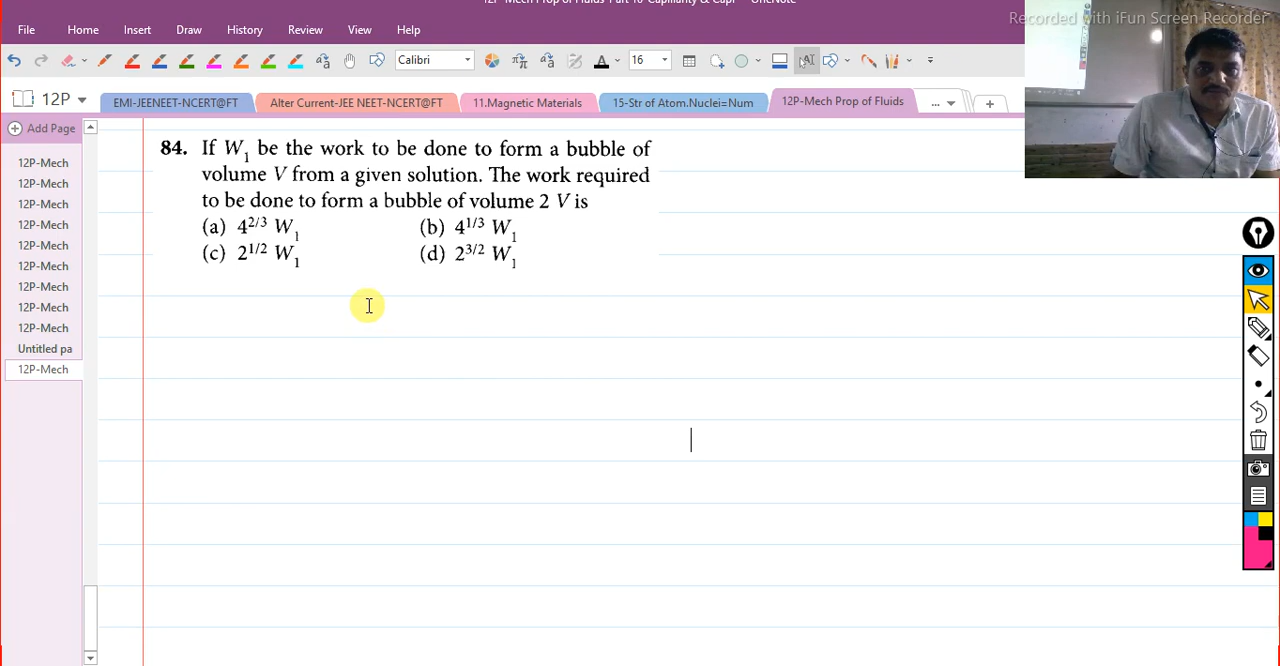 12P-Mech Prop of Fluids-Part 10-Capillarity & Capi - OneNote
Recorded with iFun Screen Recorder
File Home Insert Draw History Review View Help
Calibri 16
12P EMI-JEENEET-NCERT@FT Alter Current-JEE NEET-NCERT@FT 11.Magnetic Materials 15-Str of Atom.Nuclei=Num 12P-Mech Prop of Fluids ...
Add Page
12P-Mech
12P-Mech
12P-Mech
12P-Mech
12P-Mech
12P-Mech
12P-Mech
12P-Mech
12P-Mech
Untitled pa
12P-Mech
84. If W₁ be the work to be done to form a bubble of
volume V from a given solution. The work required
to be done to form a bubble of volume 2 V is
(a) 4^{2/3} W₁ (b) 4^{1/3} W₁
(c) 2^{1/2} W₁ (d) 2^{3/2} W₁